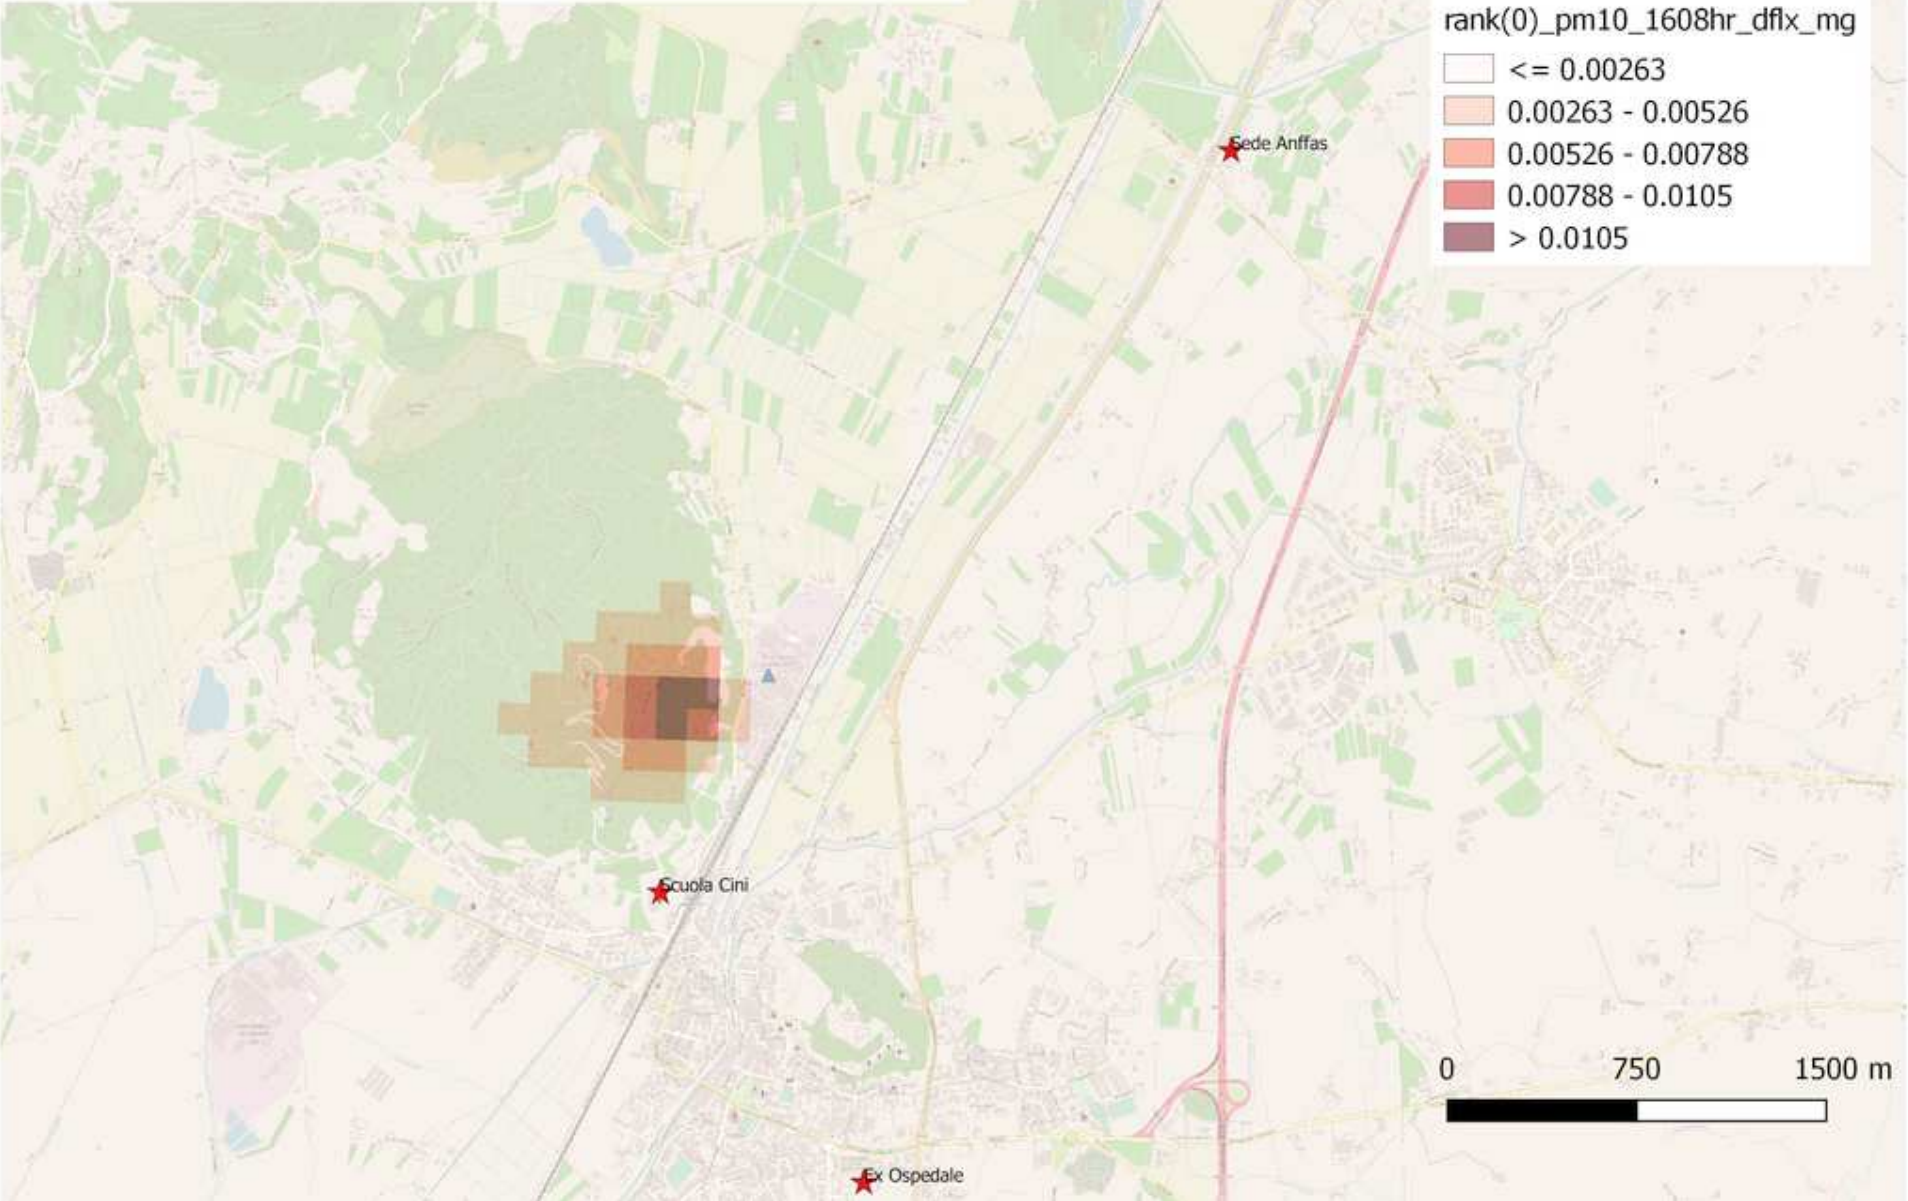 rank(0)_pm10_1608hr_dflx_mg
<= 0.00263
0.00263 - 0.00526
0.00526 - 0.00788
0.00788 - 0.0105
> 0.0105
Sede Anffas
Scuola Cini
0 750 1500 m
Ex Ospedale